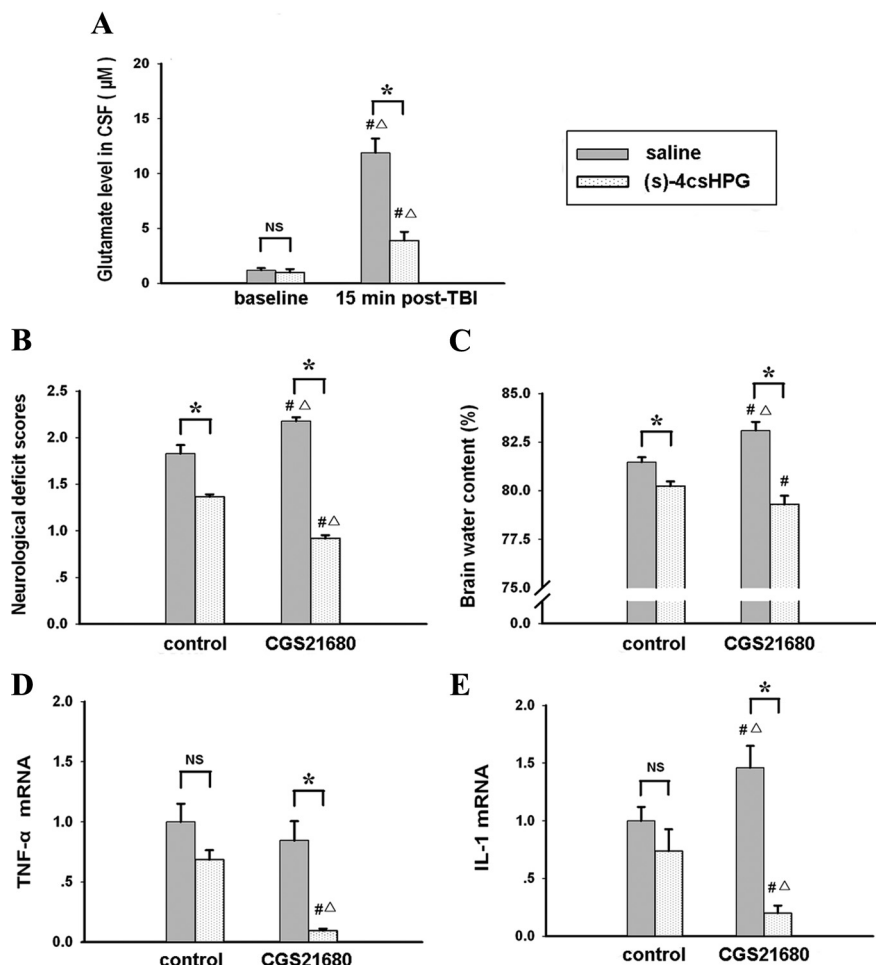 A
Glutamate level in CSF ( µM)
20
15
10
5
0
NS
*
#△
#△
baseline
15 min post-TBI
saline
(s)-4csHPG
B
Neurological deficit scores
2.5
2.0
1.5
1.0
.5
0.0
*
*
# △
#△
control
CGS21680
C
Brain water content (%)
85.0
82.5
80.0
77.5
75.0
0.0
*
*
# △
#
control
CGS21680
D
TNF-α mRNA
1.0
1.5
1.0
.5
0.0
NS
*
#△
control
CGS21680
E
IL-1 mRNA
2.0
1.5
1.0
.5
0.0
NS
*
# △
#△
control
CGS21680